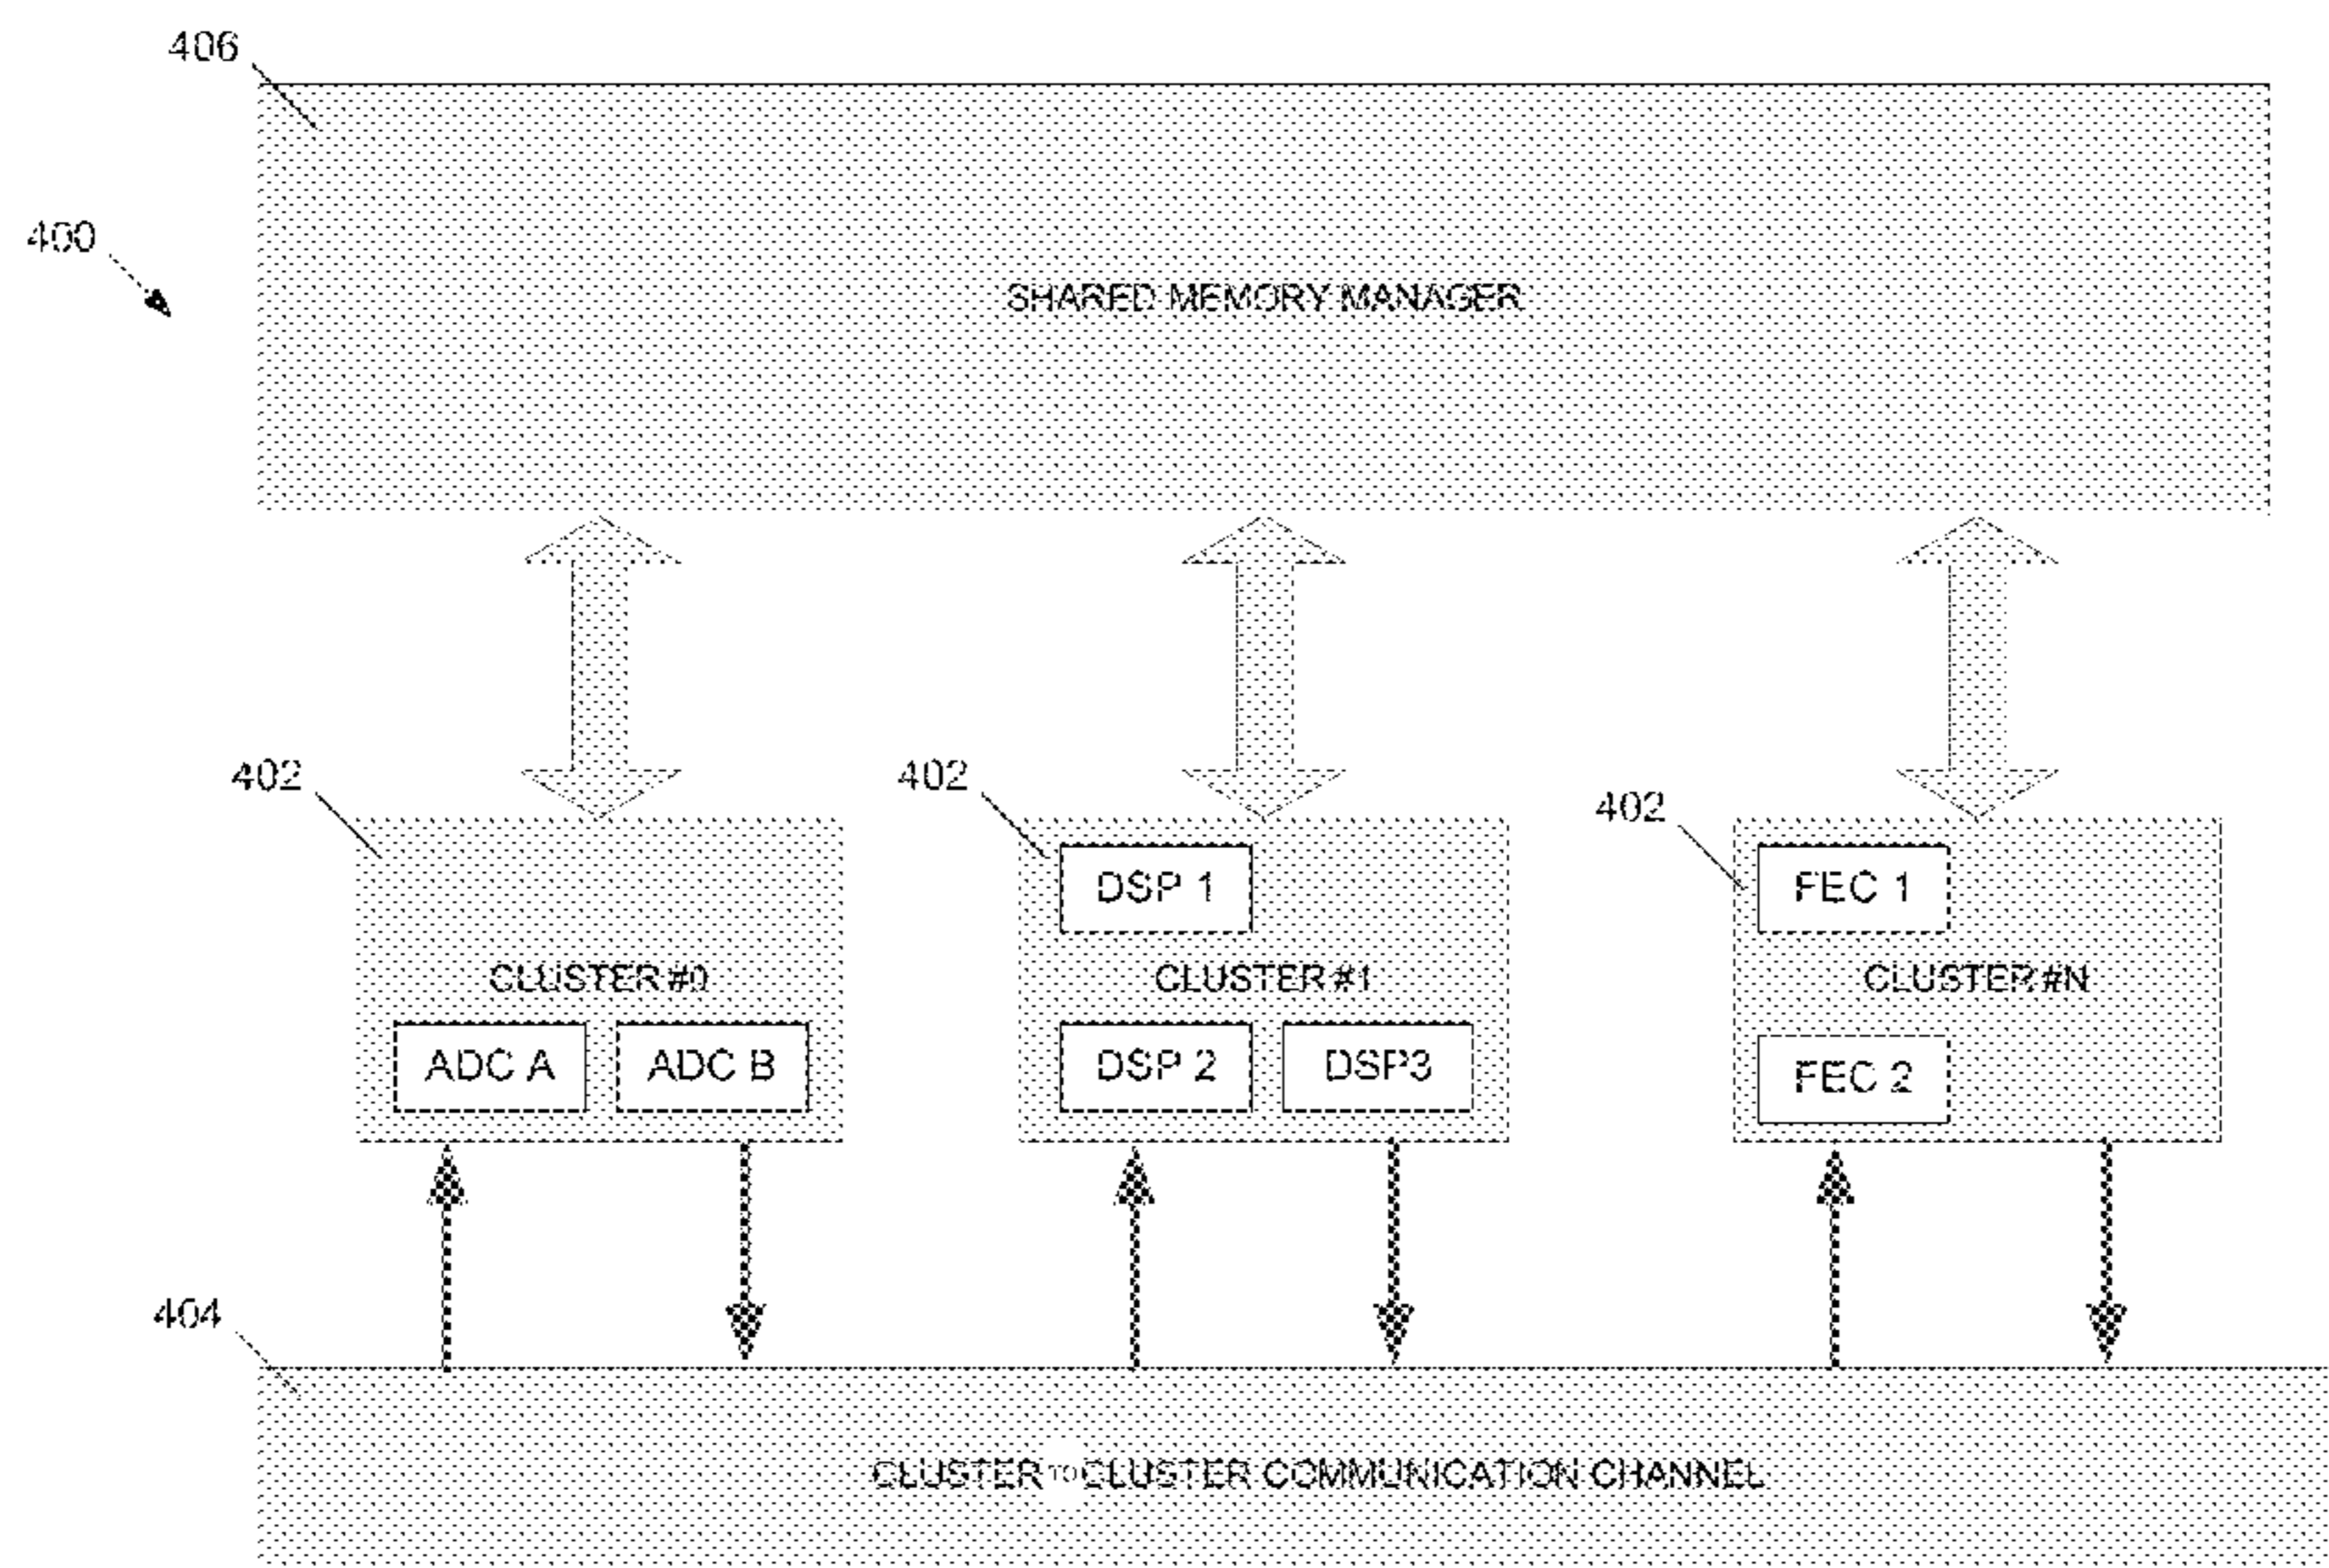 406
400
SHARED MEMORY MANAGER
402
402
402
DSP 1
FEC 1
CLUSTER #0
CLUSTER #1
CLUSTER #N
ADC A
ADC B
DSP 2
DSP3
FEC 2
404
CLUSTER TO CLUSTER COMMUNICATION CHANNEL